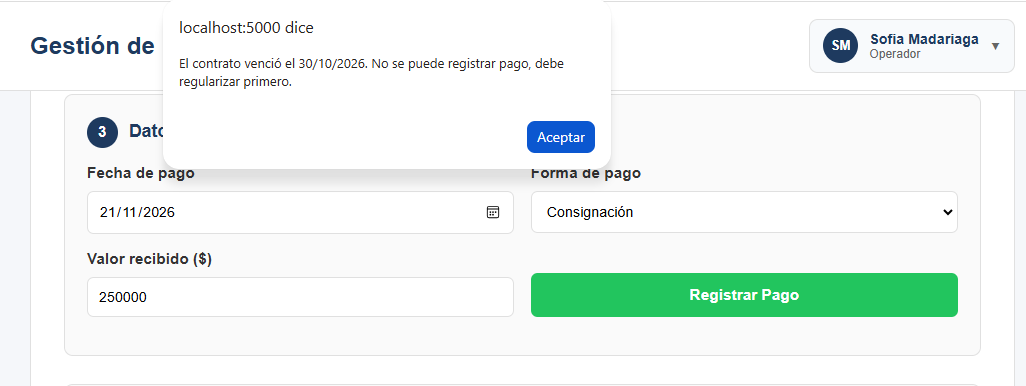 localhost:5000 dice
El contrato venció el 30/10/2026. No se puede registrar pago, debe
regularizar primero.
Aceptar
Gestión de
SM
Sofia Madariaga
Operador
3
Fecha de pago
Forma de pago
21/11/2026
Consignación
Valor recibido ($)
250000
Registrar Pago